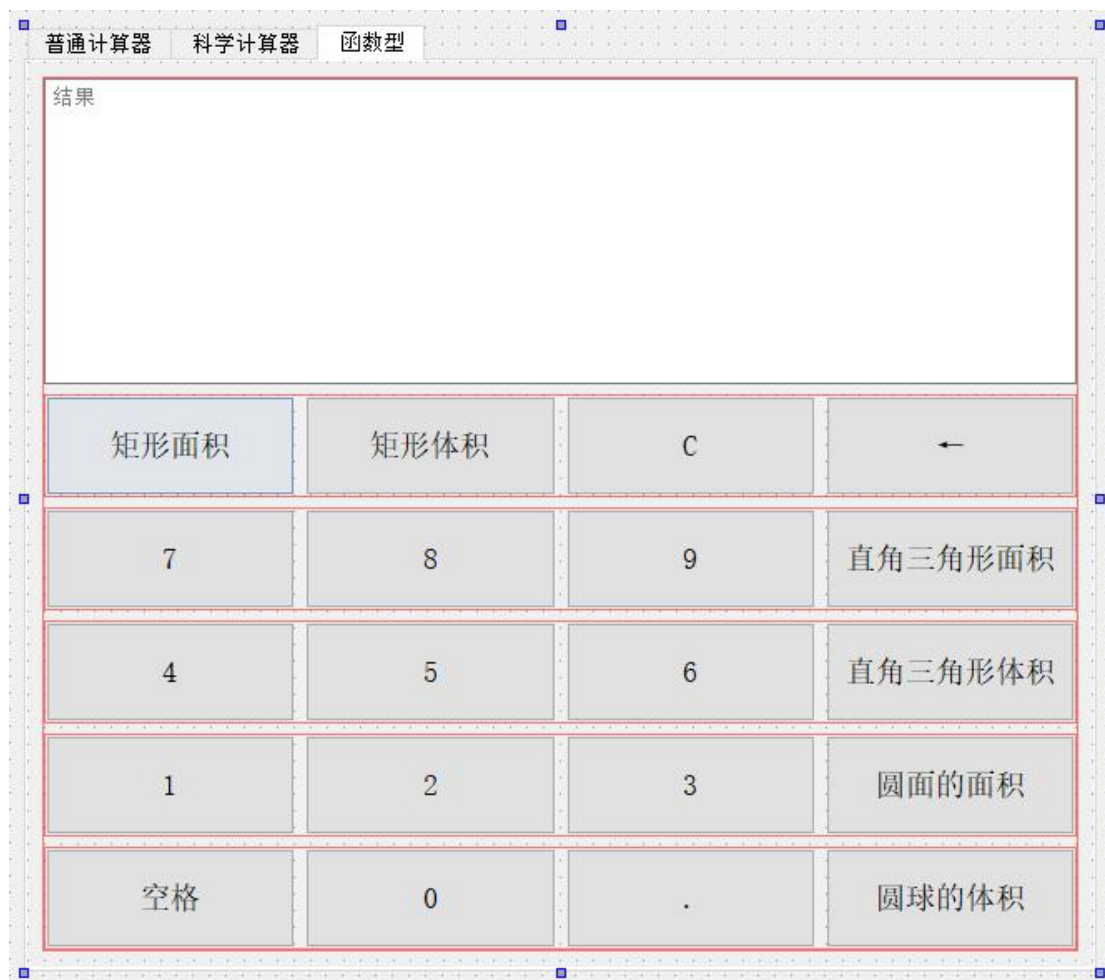 普通计算器 科学计算器 函数型
结果
矩形面积 矩形体积 C ←
7 8 9 直角三角形面积
4 5 6 直角三角形体积
1 2 3 圆面的面积
空格 0 . 圆球的体积